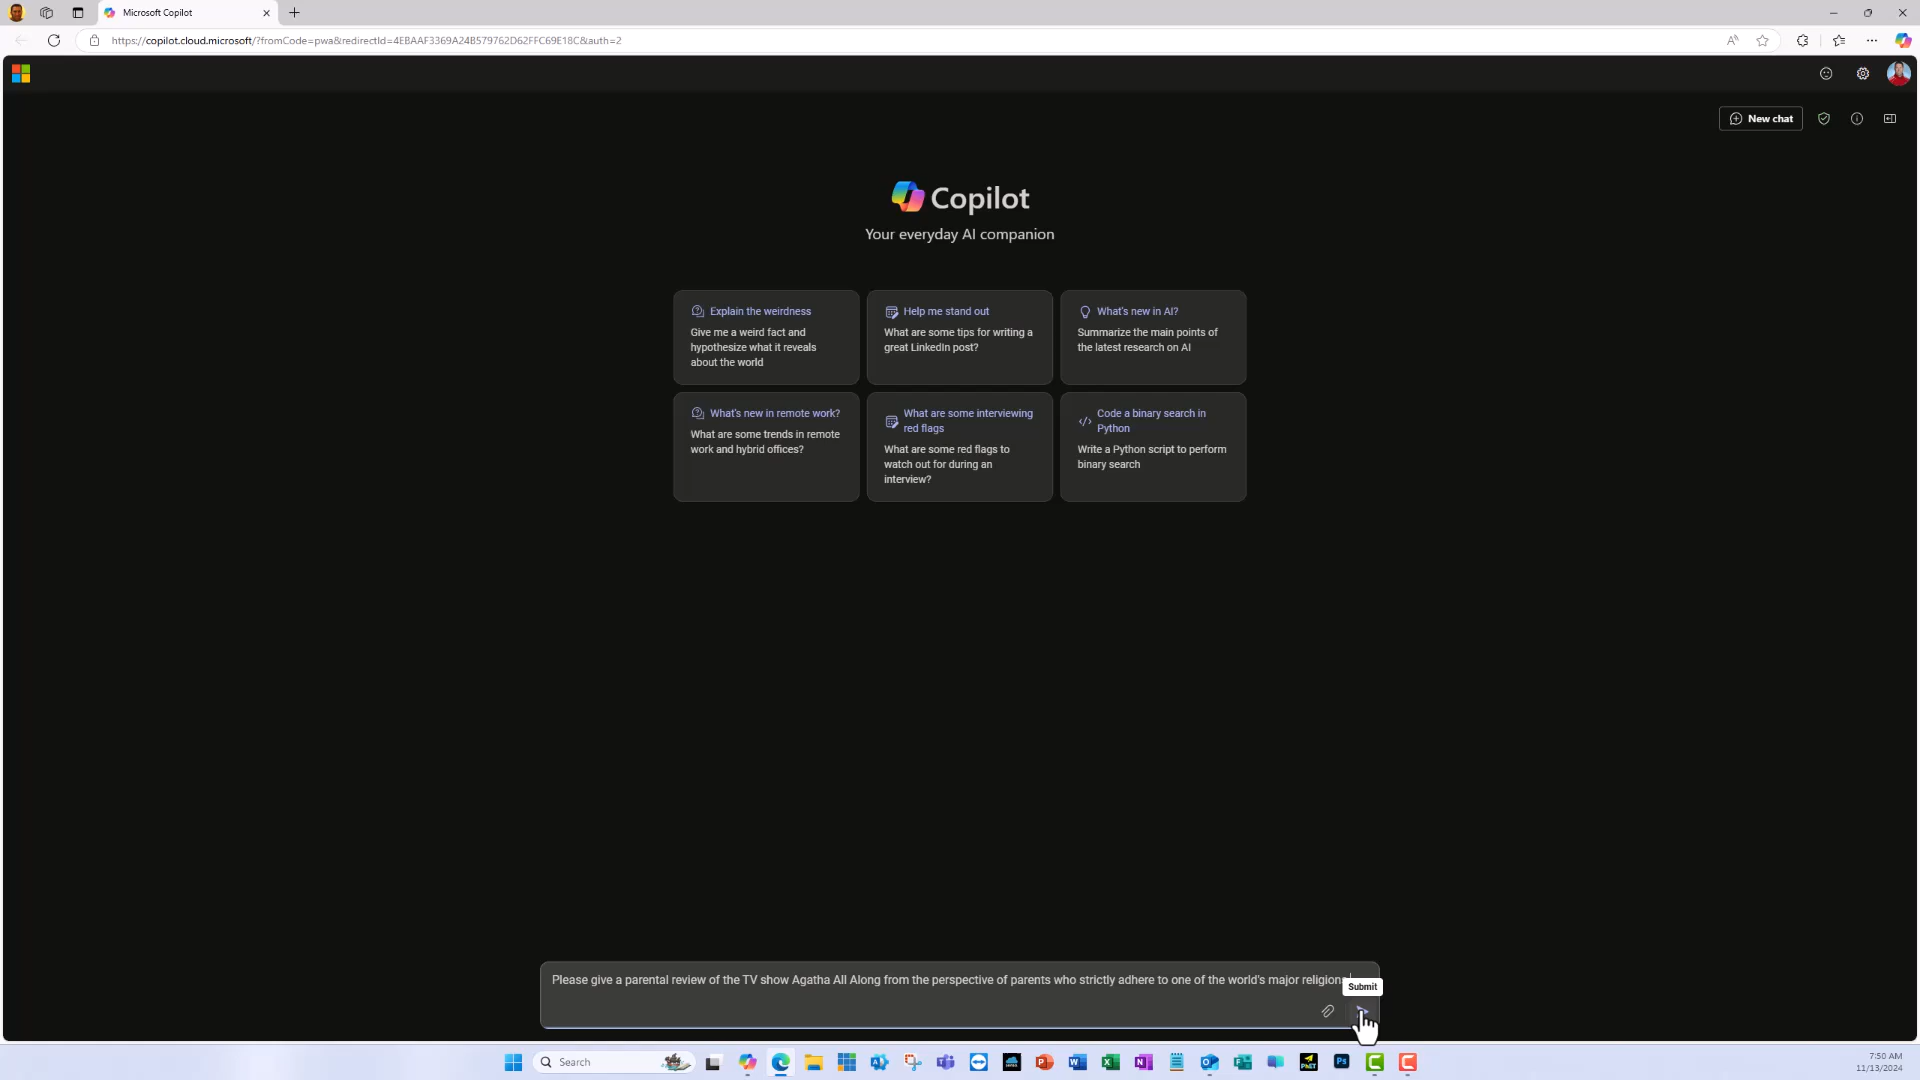 Microsoft Copilot
https://copilot.cloud.microsoft/?fromCode=pwa&redirectId=4EBAAF3369A24B579762D62FFC69E18C&auth=2
New chat
Copilot
Your everyday AI companion
Explain the weirdness
Give me a weird fact and
hypothesize what it reveals
about the world
Help me stand out
What are some tips for writing a
great LinkedIn post?
What's new in AI?
Summarize the main points of
the latest research on AI
What's new in remote work?
What are some trends in remote
work and hybrid offices?
What are some interviewing
red flags
What are some red flags to
watch out for during an
interview?
Code a binary search in
Python
Write a Python script to perform
binary search
Please give a parental review of the TV show Agatha All Along from the perspective of parents who strictly adhere to one of the world's major religions
Submit
Search
7:50 AM
11/13/2024